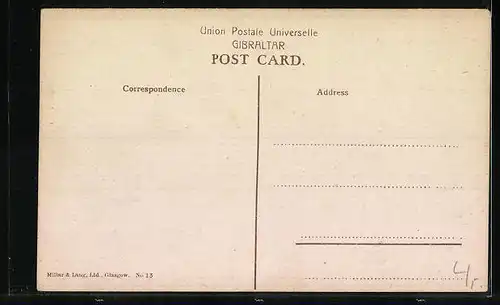 Union Postale Universelle
GIBRALTAR
POST CARD.
Correspondence
Address
Millar & Lang, Ltd., Glasgow. No 13